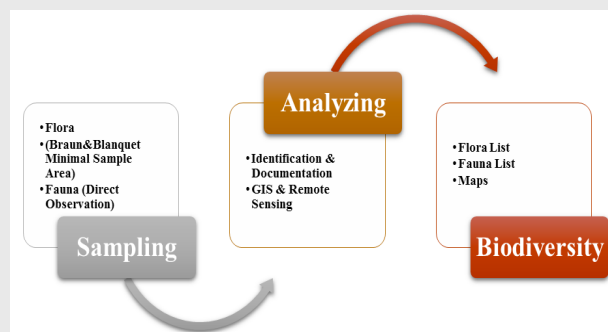 • Flora
• (Braun&Blanquet
Minimal Sample
Area)
• Fauna (Direct
Observation)
Sampling
Analyzing
• Identification &
Documentation
• GIS & Remote
Sensing
• Flora List
• Fauna List
• Maps
Biodiversity